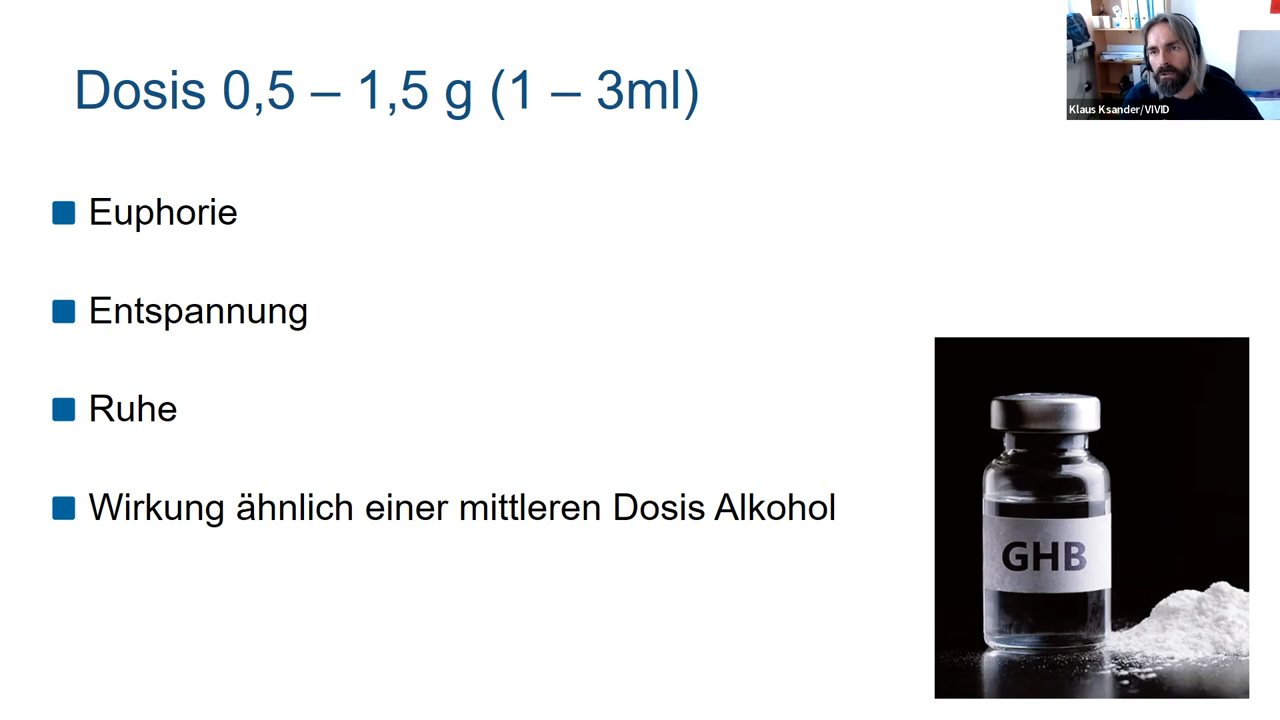 Dosis 0,5 – 1,5 g (1 – 3ml)
Klaus Ksander/VIVID
Euphorie
Entspannung
Ruhe
Wirkung ähnlich einer mittleren Dosis Alkohol
GHB